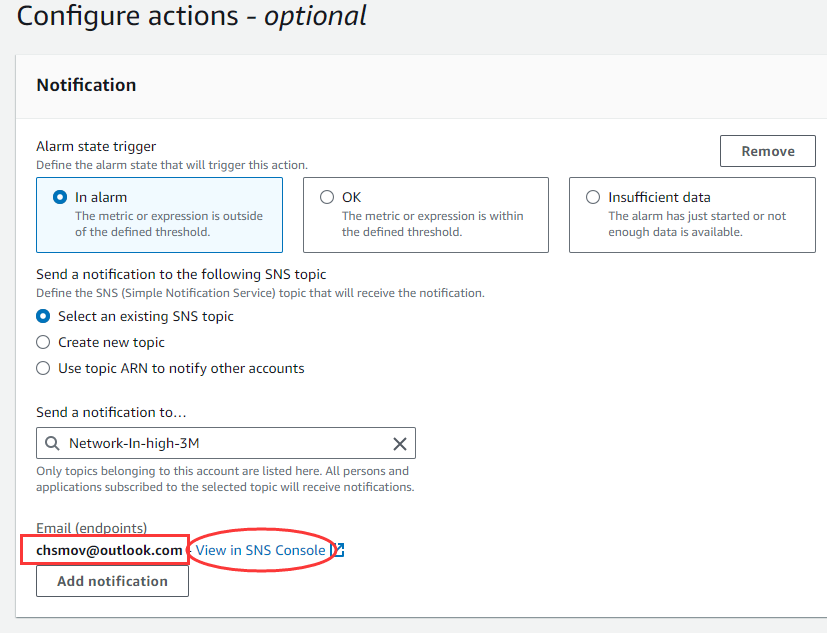 Configure actions - optional
Notification
Alarm state trigger
Define the alarm state that will trigger this action.
Remove
In alarm
The metric or expression is outside
of the defined threshold.
OK
The metric or expression is within
the defined threshold.
Insufficient data
The alarm has just started or not
enough data is available.
Send a notification to the following SNS topic
Define the SNS (Simple Notification Service) topic that will receive the notification.
Select an existing SNS topic
Create new topic
Use topic ARN to notify other accounts
Send a notification to…
Network-In-high-3M
Only topics belonging to this account are listed here. All persons and
applications subscribed to the selected topic will receive notifications.
Email (endpoints)
chsmov@outlook.com - View in SNS Console
Add notification